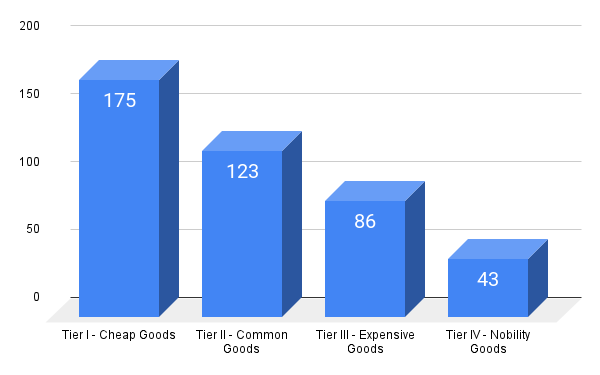 200
150
100
50
0
175
123
86
43
Tier I - Cheap Goods
Tier II - Common
Goods
Tier III - Expensive
Goods
Tier IV - Nobility
Goods